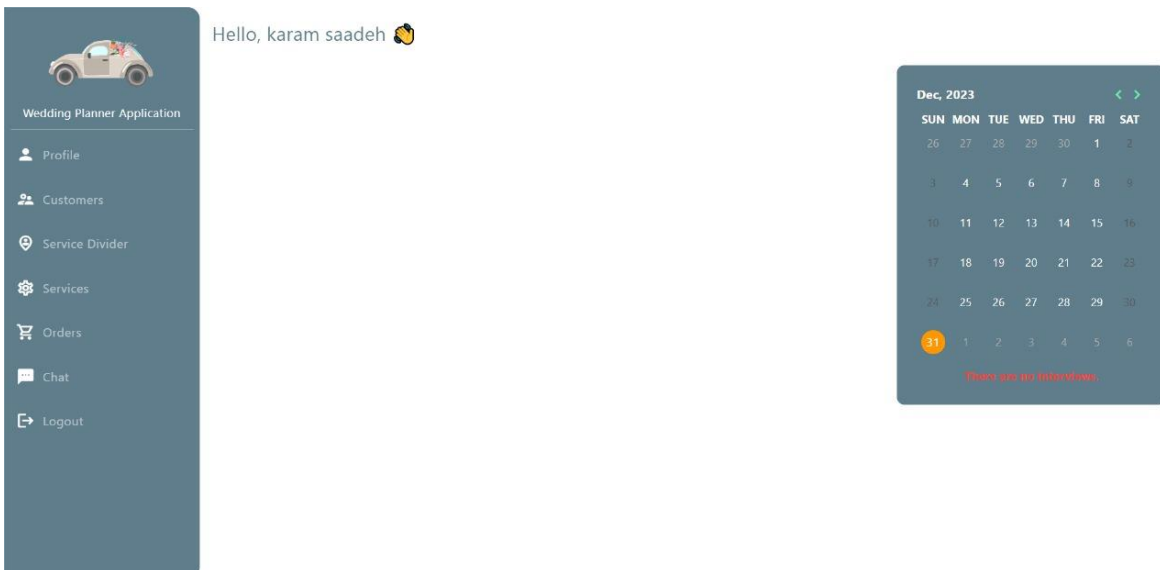 Hello, karam saadeh 👋
Wedding Planner Application
Profile
Customers
Service Divider
Services
Orders
Chat
Logout
Dec, 2023 < >
SUN MON TUE WED THU FRI SAT
26 27 28 29 30 1 2
3 4 5 6 7 8 9
10 11 12 13 14 15 16
17 18 19 20 21 22 23
24 25 26 27 28 29 30
31 1 2 3 4 5 6
There are no Interviews.